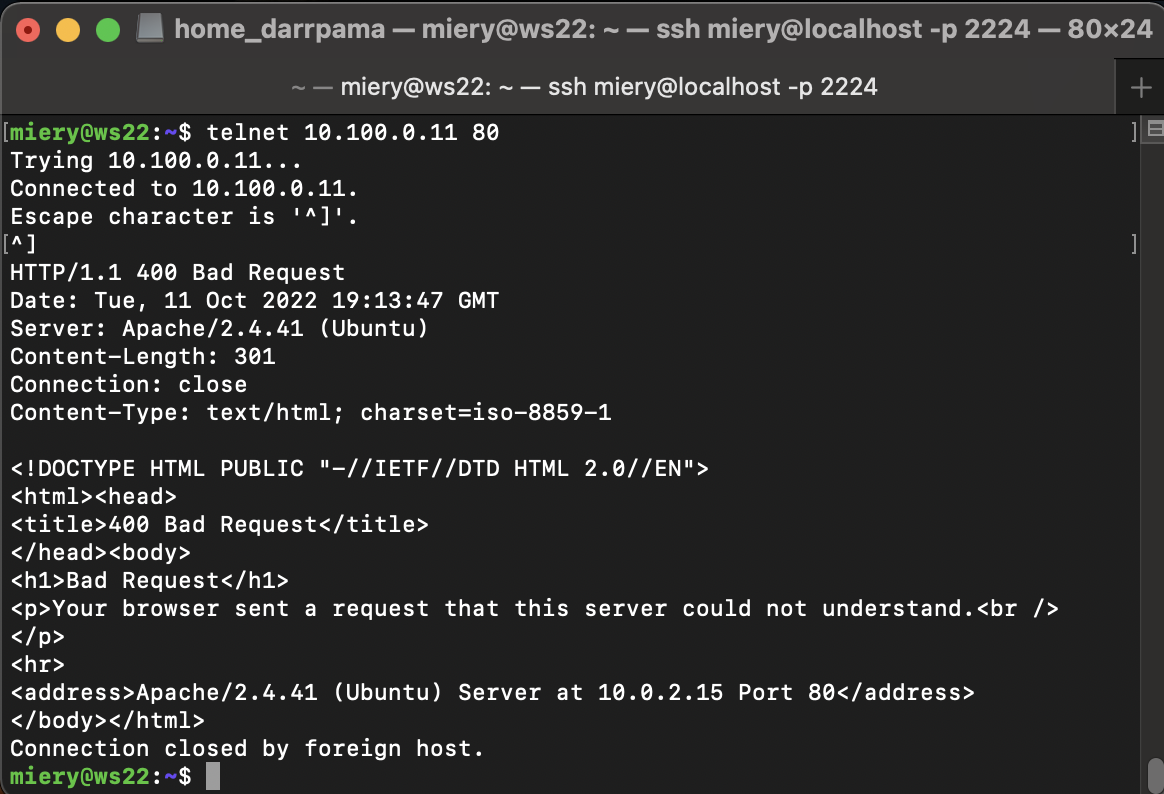 home_darrpama — miery@ws22: ~ — ssh miery@localhost -p 2224 — 80×24
~ — miery@ws22: ~ — ssh miery@localhost -p 2224 +
[miery@ws22:~$ telnet 10.100.0.11 80 ]
Trying 10.100.0.11...
Connected to 10.100.0.11.
Escape character is '^]'.
[^] ]
HTTP/1.1 400 Bad Request
Date: Tue, 11 Oct 2022 19:13:47 GMT
Server: Apache/2.4.41 (Ubuntu)
Content-Length: 301
Connection: close
Content-Type: text/html; charset=iso-8859-1

<!DOCTYPE HTML PUBLIC "-//IETF//DTD HTML 2.0//EN">
<html><head>
<title>400 Bad Request</title>
</head><body>
<h1>Bad Request</h1>
<p>Your browser sent a request that this server could not understand.<br />
</p>
<hr>
<address>Apache/2.4.41 (Ubuntu) Server at 10.0.2.15 Port 80</address>
</body></html>
Connection closed by foreign host.
miery@ws22:~$